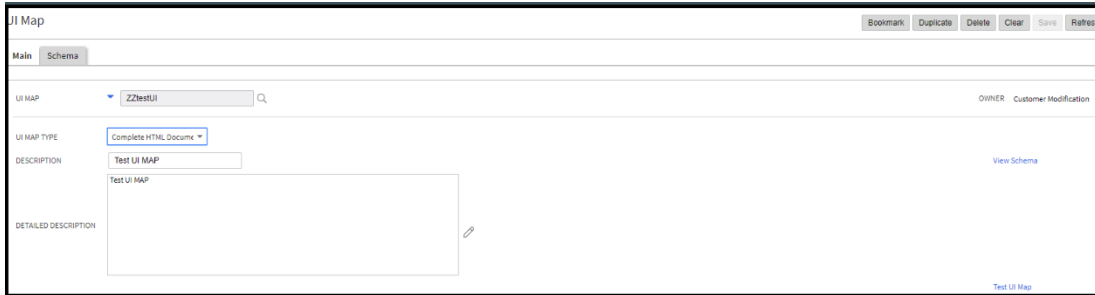 UI Map
Bookmark Duplicate Delete Clear Save Refres
Main Schema
UI MAP ZZtestUI OWNER Customer Modification
UI MAP TYPE Complete HTML Docume
DESCRIPTION Test UI MAP View Schema
Test UI MAP
DETAILED DESCRIPTION
Test UI Map